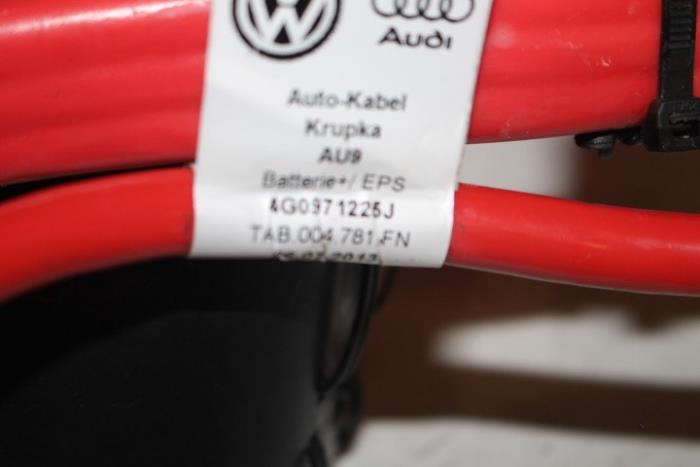 Audi
Auto-Kabel
Krupka
AU9
Batterie+/ EPS
4G0971225J
TAB.004.781.FN